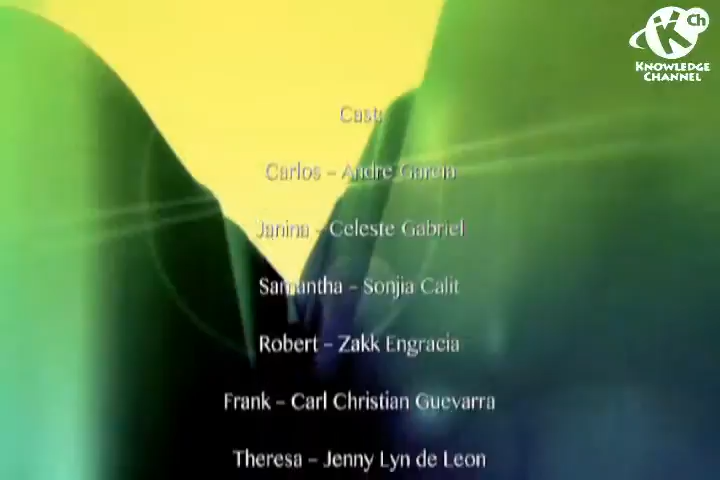 Ch
K
KNOWLEDGE
CHANNEL
Cast:
Carlos – Andre Garcia
Janina – Celeste Gabriel
Samantha – Sonjia Calit
Robert – Zakk Engracia
Frank – Carl Christian Guevarra
Theresa – Jenny Lyn de Leon